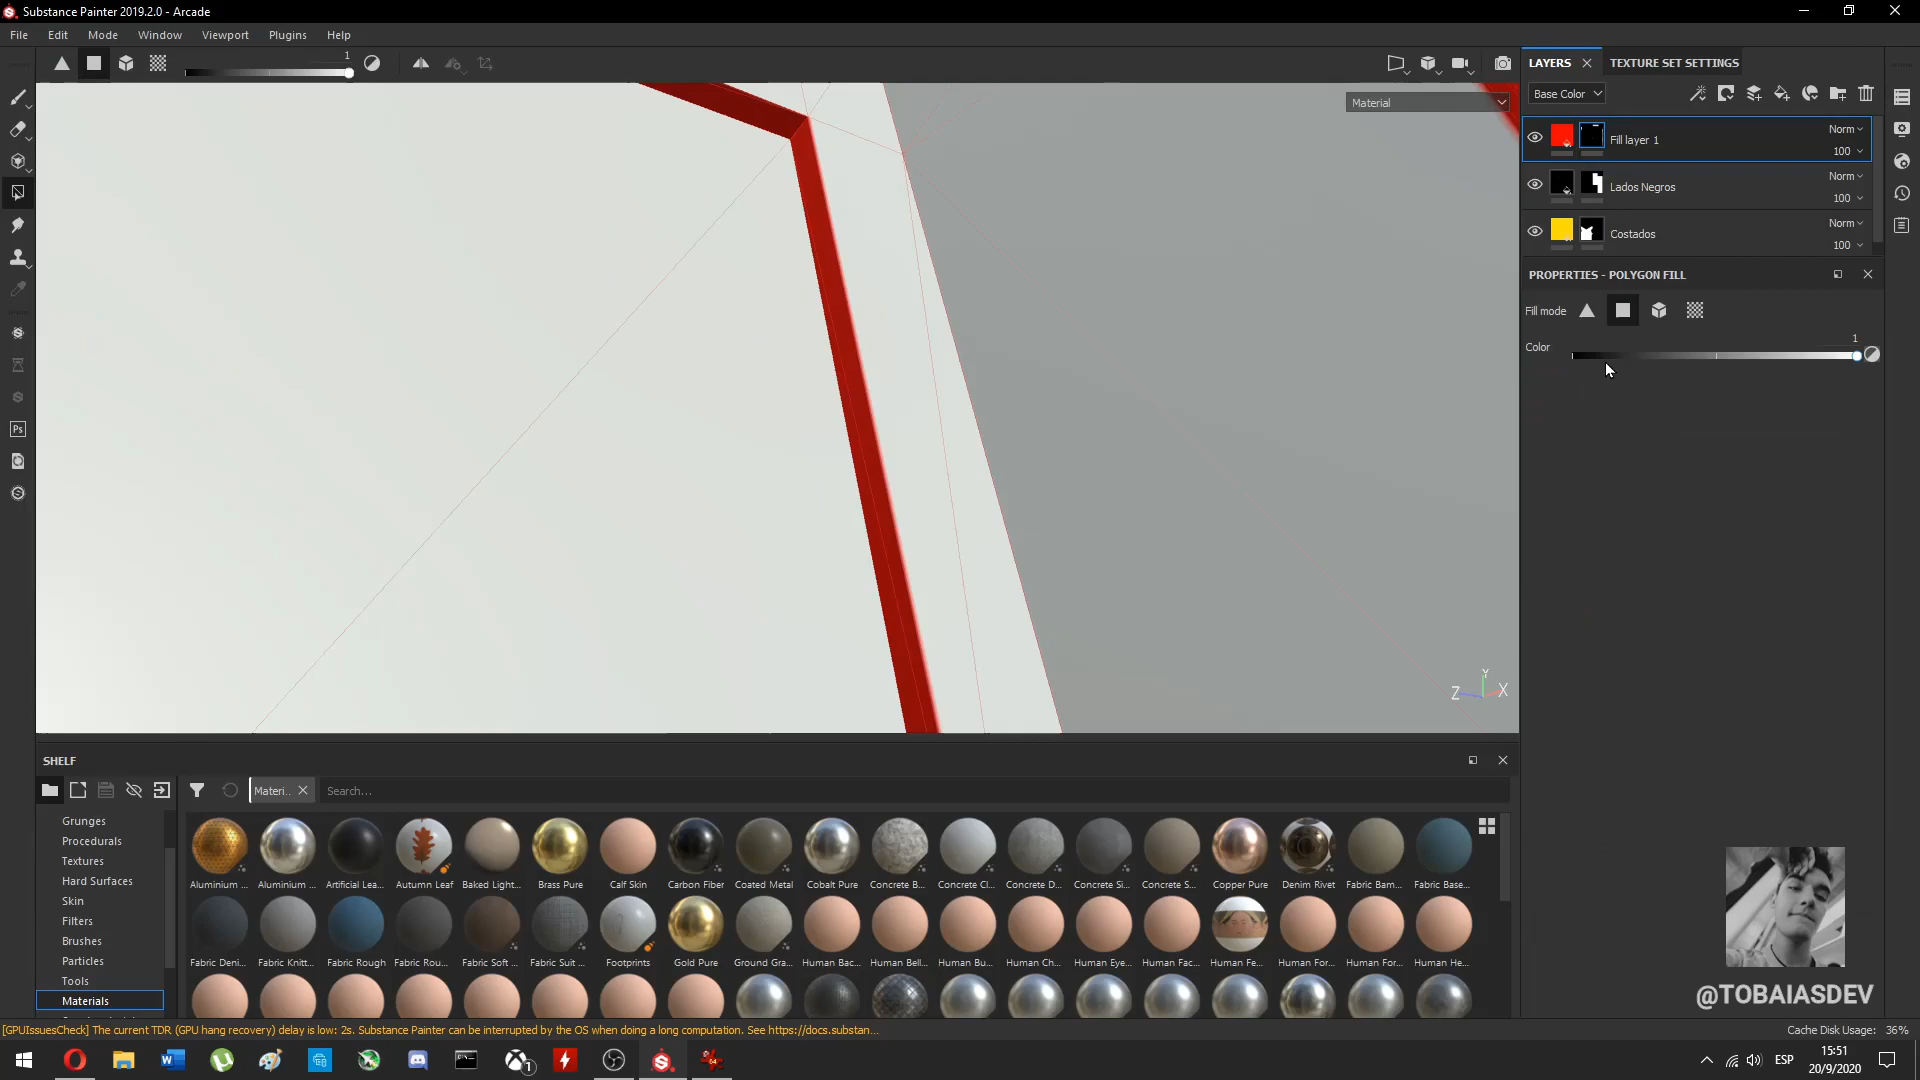 Substance Painter 2019.2.0 - Arcade
File Edit Mode Window Viewport Plugins Help
1
LAYERS TEXTURE SET SETTINGS
Base Color
Material
Norm
Fill layer 1
100
Norm
Lados Negros
100
Norm
Costados
100
PROPERTIES - POLYGON FILL
Fill mode
1
Color
Ps
Y
Z X
SHELF
Materi.. Search...
Grunges
Procedurals
Textures
Hard Surfaces
Skin
Filters
Brushes
Particles
Tools
Materials
Aluminium ... Aluminium ... Artificial Lea... Autumn Leaf Baked Light... Brass Pure Calf Skin Carbon Fiber Coated Metal Cobalt Pure Concrete B... Concrete Cl... Concrete D... Concrete Si... Concrete S... Copper Pure Denim Rivet Fabric Bam... Fabric Base...
Fabric Deni... Fabric Knitt... Fabric Rough Fabric Rou... Fabric Soft ... Fabric Suit ... Footprints Gold Pure Ground Gra... Human Bac... Human Bell... Human Bu... Human Ch... Human Eye... Human Fac... Human Fe... Human For... Human For... Human He...
@TOBAIASDEV
[GPUIssuesCheck] The current TDR (GPU hang recovery) delay is low: 2s. Substance Painter can be interrupted by the OS when doing a long computation. See https://docs.substan...
Cache Disk Usage: 36%
1
64
ESP
15:51
20/9/2020